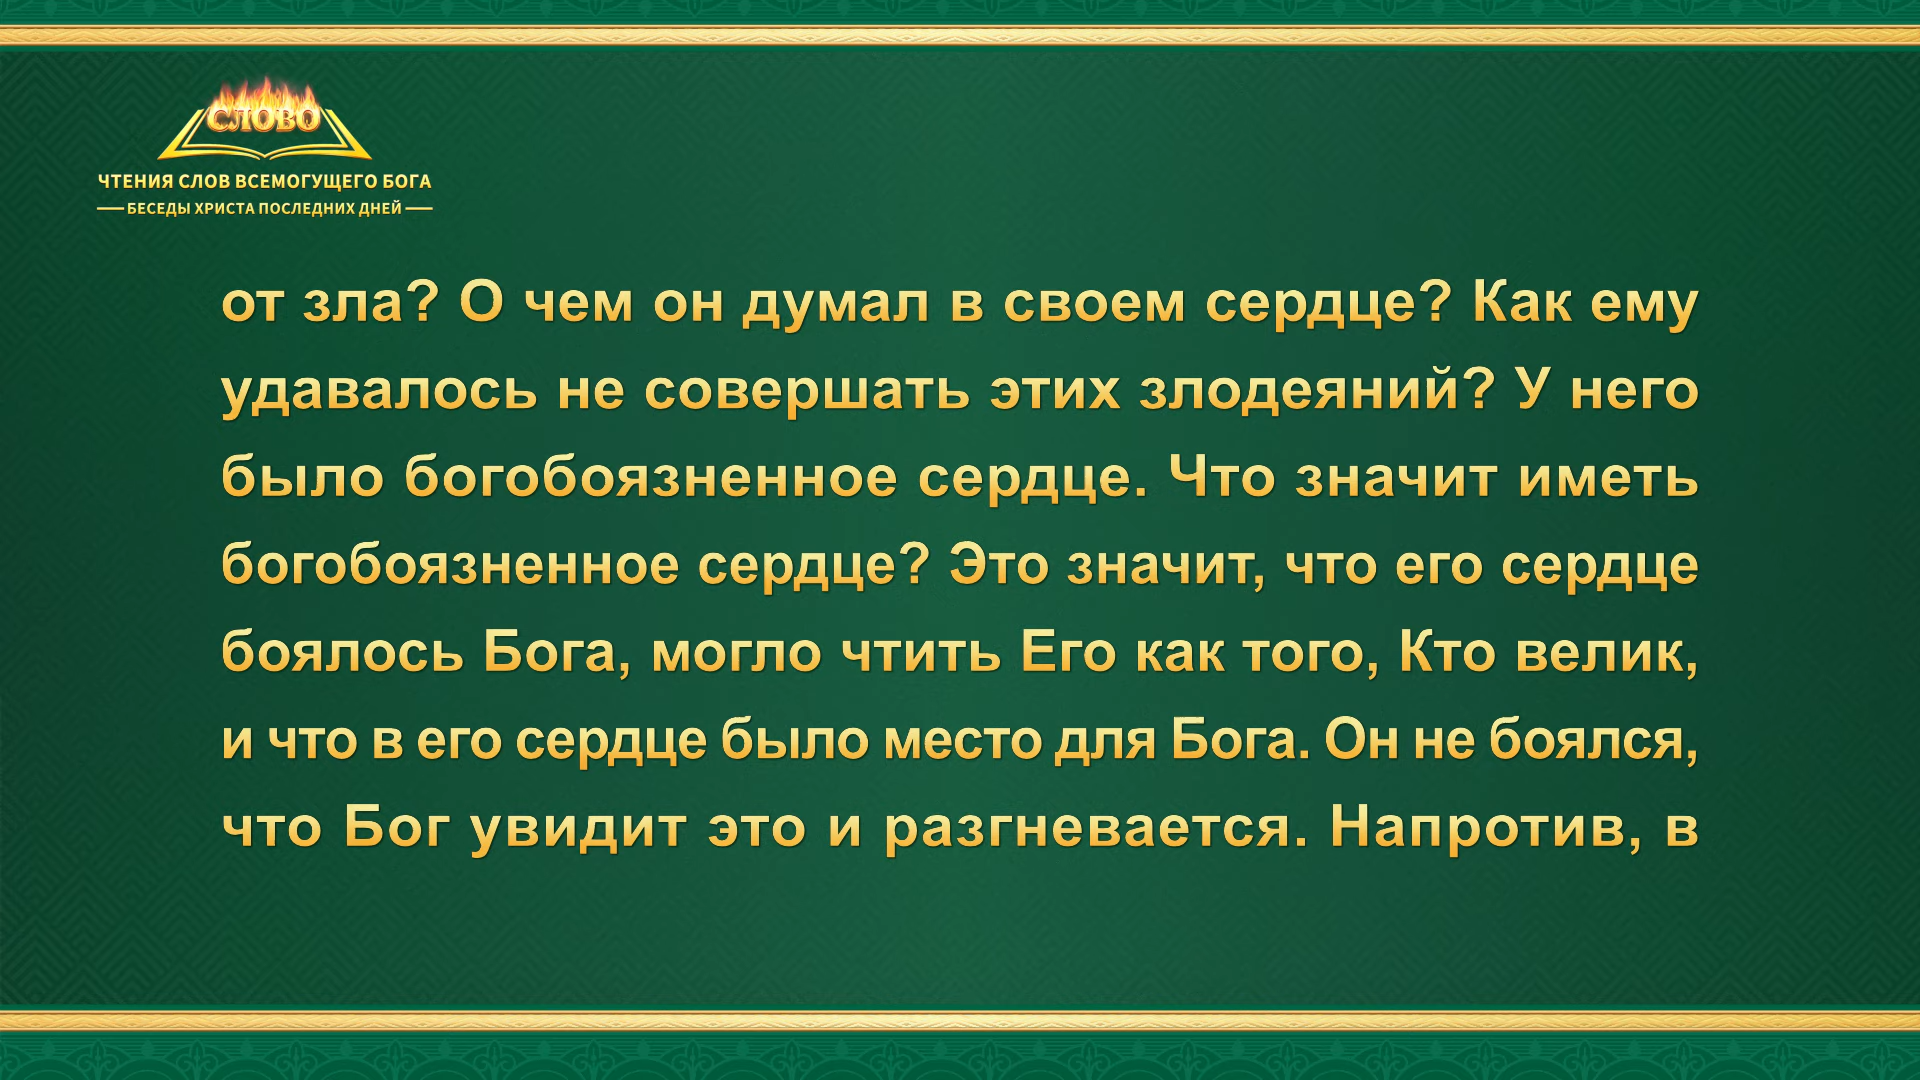 СЛОВО
ЧТЕНИЯ СЛОВ ВСЕМОГУЩЕГО БОГА
БЕСЕДЫ ХРИСТА ПОСЛЕДНИХ ДНЕЙ
от зла? О чем он думал в своем сердце? Как ему
удавалось не совершать этих злодеяний? У него
было богобоязненное сердце. Что значит иметь
богобоязненное сердце? Это значит, что его сердце
боялось Бога, могло чтить Его как того, Кто велик,
и что в его сердце было место для Бога. Он не боялся,
что Бог увидит это и разгневается. Напротив, в